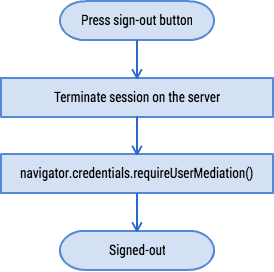 Press sign-out button
Terminate session on the server
navigator.credentials.requireUserMediation()
Signed-out